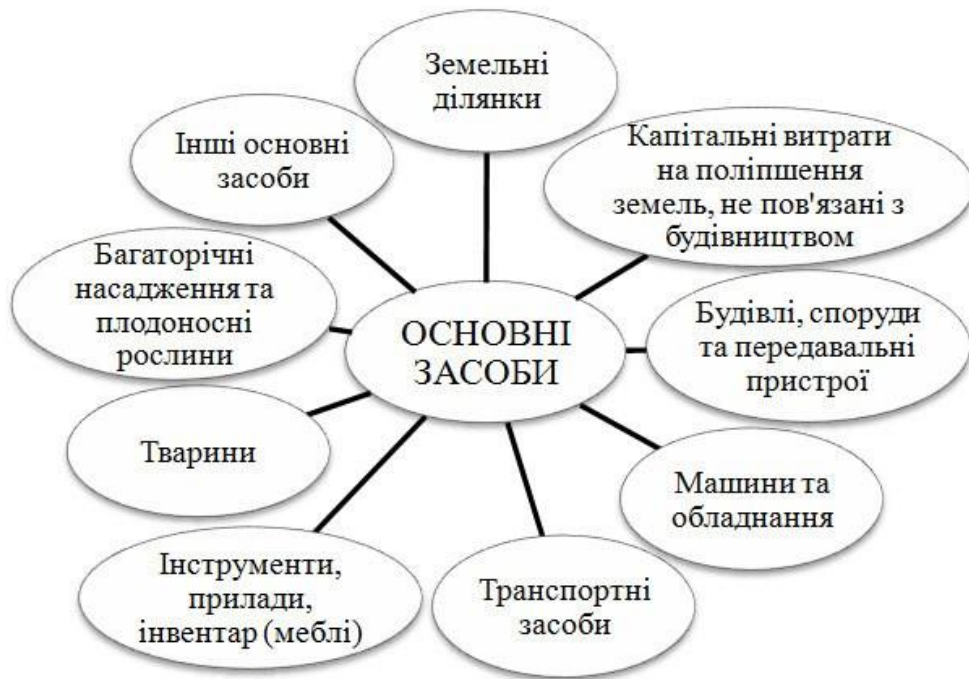 Земельні
ділянки
Капітальні витрати
на поліпшення
земель, не пов'язані з
будівництвом
Будівлі, споруди
та передавальні
пристрої
Машини та
обладнання
Транспортні
засоби
Інструменти,
прилади,
інвентар (меблі)
Тварини
Багаторічні
насадження та
плодоносні
рослини
Інші основні
засоби
ОСНОВНІ
ЗАСОБИ